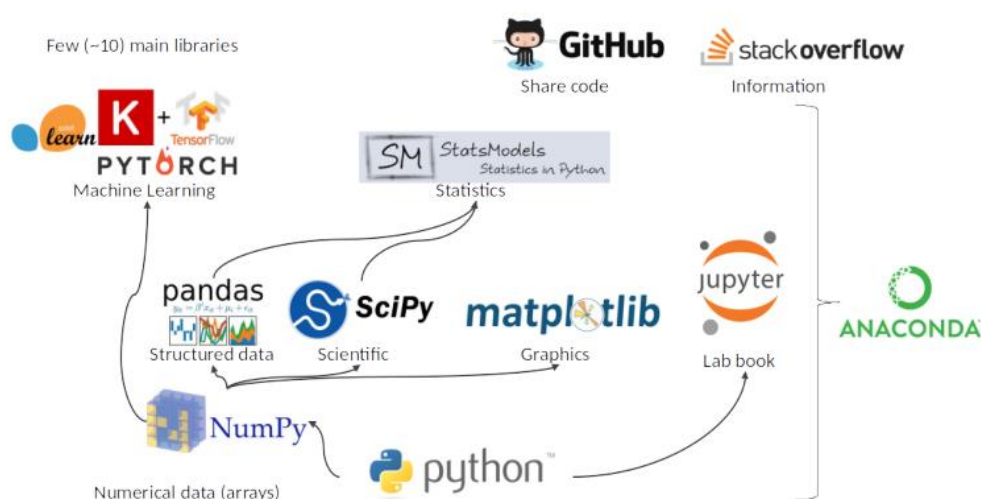 Few (~10) main libraries
GitHub
Share code
stackoverflow
Information
learn
K
+
TensorFlow
PYTORCH
Machine Learning
SM
StatsModels
Statistics in Python
Statistics
pandas
Structured data
SciPy
Scientific
matplotlib
Graphics
jupyter
Lab book
ANACONDA
NumPy
python™
Numerical data (arrays)